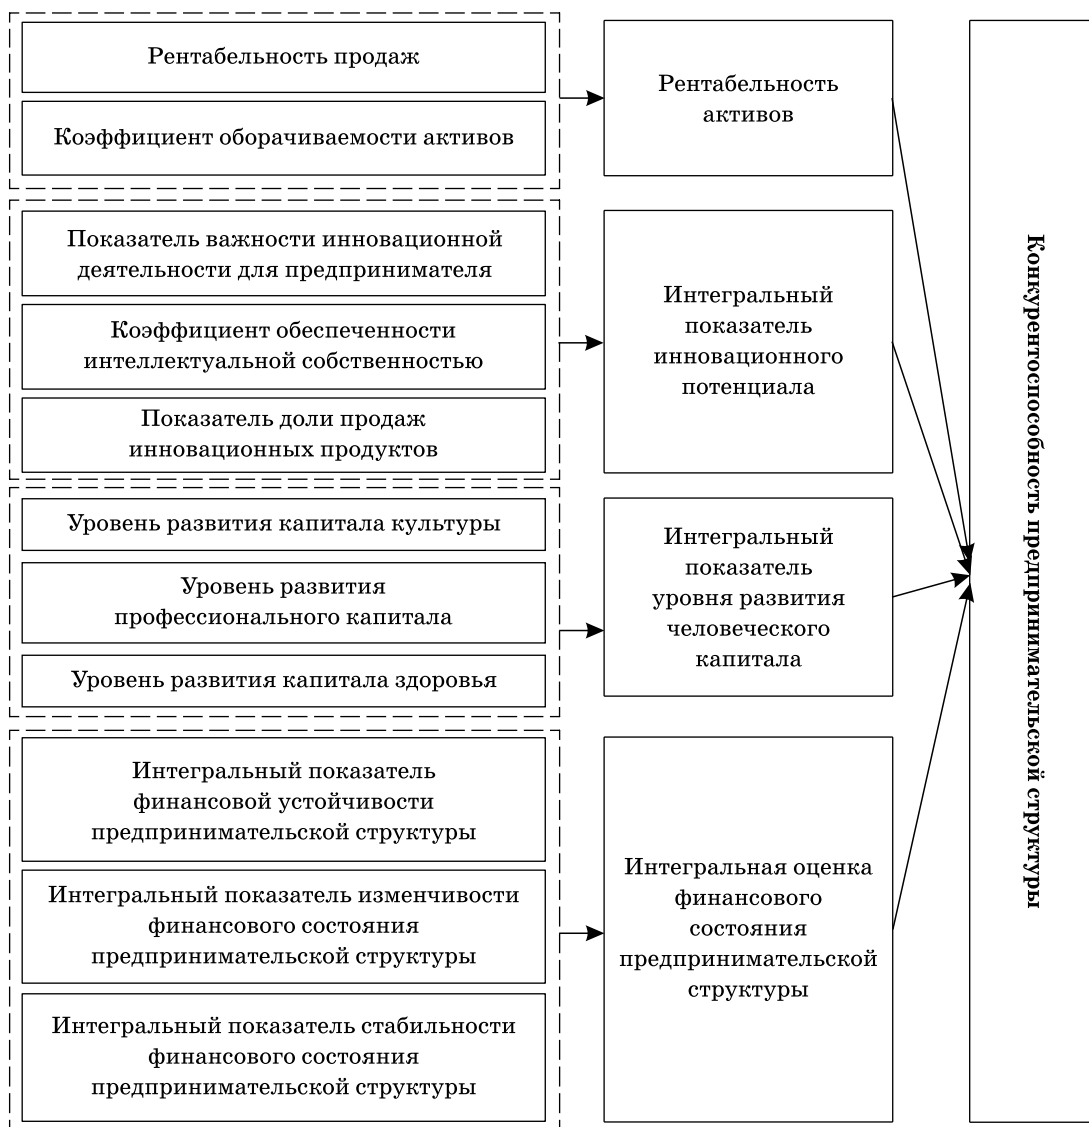 Рентабельность продаж
Коэффициент оборачиваемости активов
Рентабельность
активов
Показатель важности инновационной
деятельности для предпринимателя
Коэффициент обеспеченности
интеллектуальной собственностью
Показатель доли продаж
инновационных продуктов
Интегральный
показатель
инновационного
потенциала
Уровень развития капитала культуры
Уровень развития
профессионального капитала
Уровень развития капитала здоровья
Интегральный
показатель
уровня развития
человеческого
капитала
Интегральный показатель
финансовой устойчивости
предпринимательской структуры
Интегральный показатель изменчивости
финансового состояния
предпринимательской структуры
Интегральный показатель стабильности
финансового состояния
предпринимательской структуры
Интегральная оценка
финансового
состояния
предпринимательской
структуры
Конкурентоспособность предпринимательской структуры